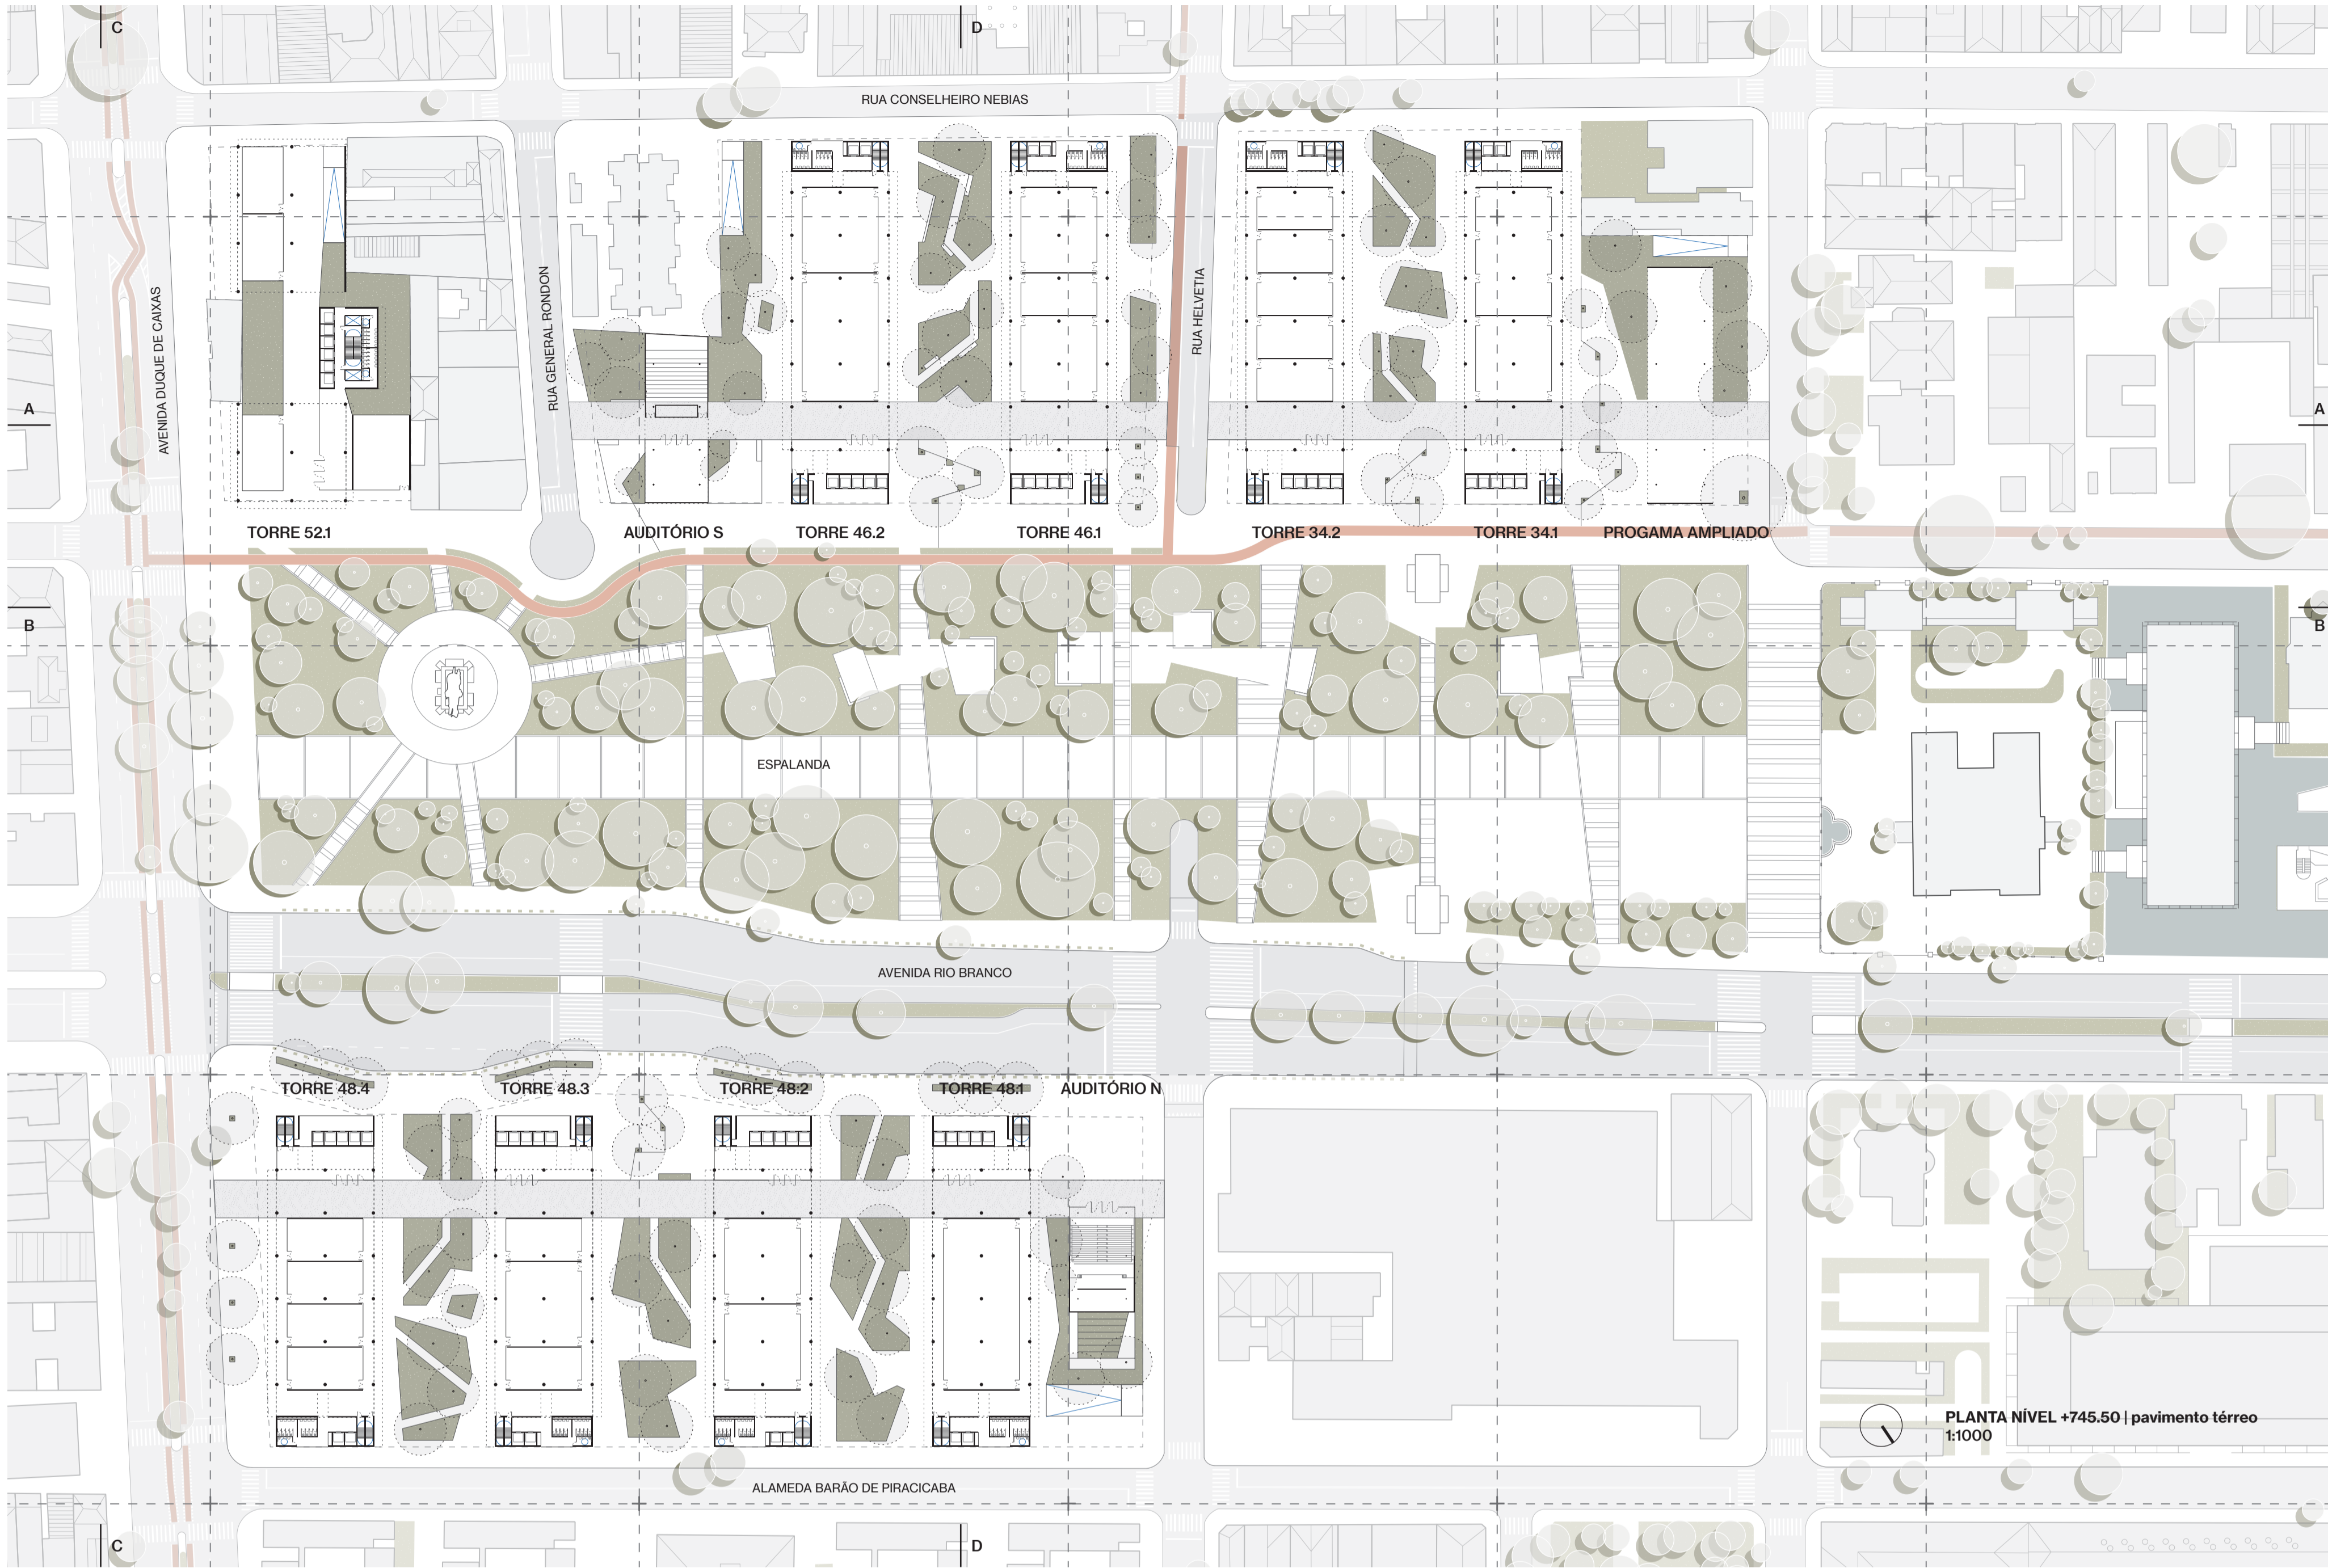 C
D
RUA CONSELHEIRO NEBIAS
AVENIDA DUQUE DE CAIXAS
RUA GENERAL RONDON
RUA HELVETIA
A
A
TORRE 52.1
AUDITÓRIO S
TORRE 46.2
TORRE 46.1
TORRE 34.2
TORRE 34.1
PROGAMA AMPLIADO
B
B
ESPALANDA
AVENIDA RIO BRANCO
TORRE 48.4
TORRE 48.3
TORRE 48.2
TORRE 48.1
AUDITÓRIO N
PLANTA NÍVEL +745.50 | pavimento térreo
1:1000
ALAMEDA BARÃO DE PIRACICABA
C
D